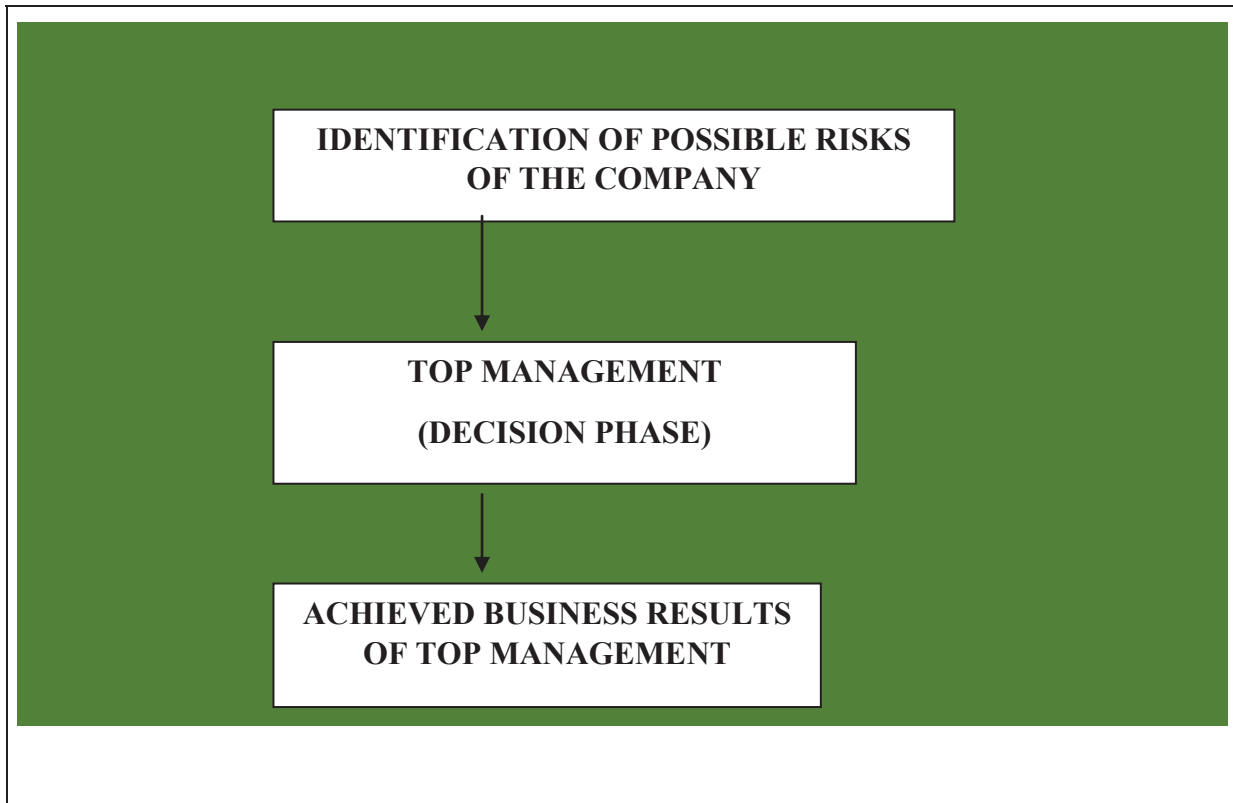 IDENTIFICATION OF POSSIBLE RISKS
OF THE COMPANY
TOP MANAGEMENT
(DECISION PHASE)
ACHIEVED BUSINESS RESULTS
OF TOP MANAGEMENT